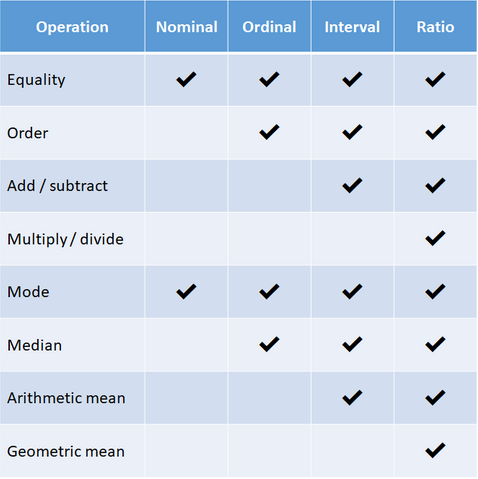 Operation Nominal Ordinal Interval Ratio
Equality ✔ ✔ ✔ ✔
Order ✔ ✔ ✔
Add / subtract ✔ ✔
Multiply / divide ✔
Mode ✔ ✔ ✔ ✔
Median ✔ ✔ ✔
Arithmetic mean ✔ ✔
Geometric mean ✔